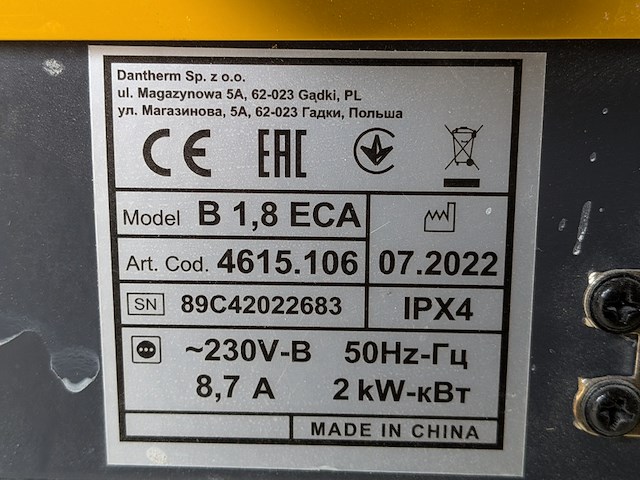 Dantherm Sp. z o.o.
ul. Magazynowa 5A, 62-023 Gądki, PL
ул. Магазинова, 5A, 62-023 Гадки, Польша
CE EAC
Model B 1,8 ECA
Art. Cod. 4615.106 07.2022
SN 89C42022683 IPX4
~230V-В 50Hz-Гц
8,7 A 2 kW-кВт
MADE IN CHINA